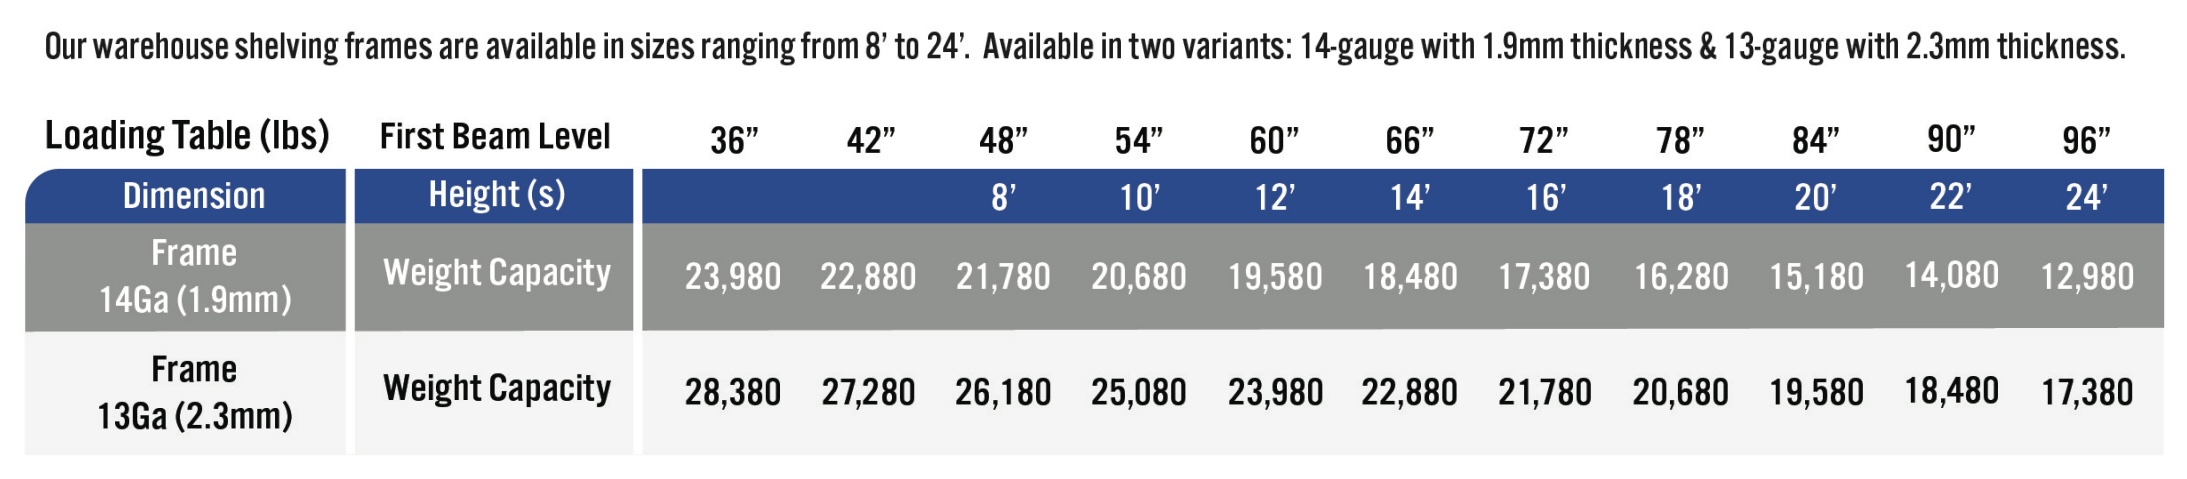 Our warehouse shelving frames are available in sizes ranging from 8’ to 24’. Available in two variants: 14-gauge with 1.9mm thickness & 13-gauge with 2.3mm thickness.
Loading Table (lbs) First Beam Level 36” 42” 48” 54” 60” 66” 72” 78” 84” 90” 96”
Dimension Height (s) 8’ 10’ 12’ 14’ 16’ 18’ 20’ 22’ 24’
Frame
14Ga (1.9mm)
Weight Capacity 23,980 22,880 21,780 20,680 19,580 18,480 17,380 16,280 15,180 14,080 12,980
Frame
13Ga (2.3mm)
Weight Capacity 28,380 27,280 26,180 25,080 23,980 22,880 21,780 20,680 19,580 18,480 17,380